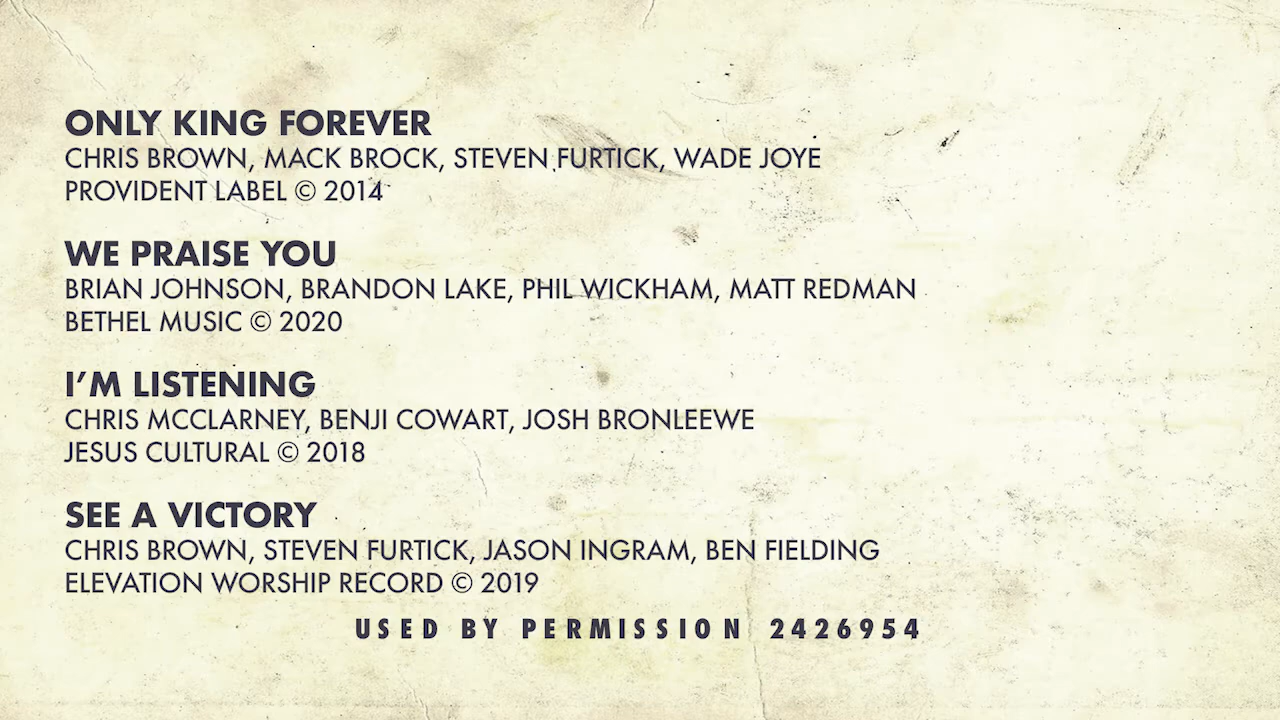 ONLY KING FOREVER
CHRIS BROWN, MACK BROCK, STEVEN FURTICK, WADE JOYE
PROVIDENT LABEL © 2014
WE PRAISE YOU
BRIAN JOHNSON, BRANDON LAKE, PHIL WICKHAM, MATT REDMAN
BETHEL MUSIC © 2020
I'M LISTENING
CHRIS MCCLARNEY, BENJI COWART, JOSH BRONLEEWE
JESUS CULTURAL © 2018
SEE A VICTORY
CHRIS BROWN, STEVEN FURTICK, JASON INGRAM, BEN FIELDING
ELEVATION WORSHIP RECORD © 2019
USED BY PERMISSION 2426954